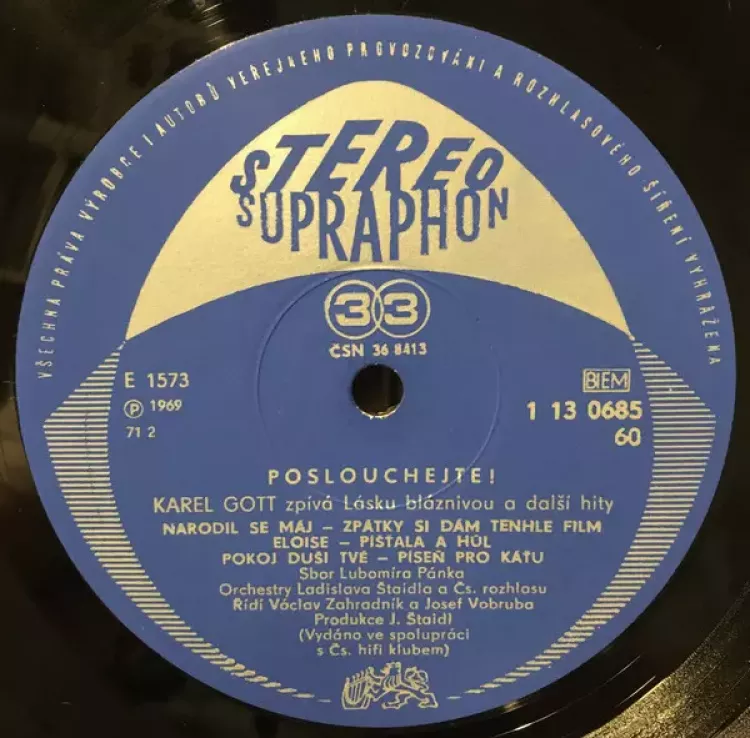 VŠECHNA PRÁVA VÝROBCE I AUTORŮ VEŘEJNÉHO PROVOZOVÁNÍ A ROZHLASOVÉHO ŠÍŘENÍ VYHRAŽENA
STEREO
SUPRAPHON
33
ČSN 36 8413
E 1573
BIEM
℗ 1969
1 13 0685
71 2
60
POSLOUCHEJTE!
KAREL GOTT zpívá Lásku bláznivou a další hity
NARODIL SE MÁJ – ZPÁTKY SI DÁM TENHLE FILM
ELOISE – PÍŠŤALA A HŮL
POKOJ DUŠI TVÉ – PÍSEŇ PRO KÁŤU
Sbor Lubomíra Pánka
Orchestry Ladislava Štaidla a Čs. rozhlasu
Řídí Václav Zahradník a Josef Vobruba
Produkce J. Štaidl
(Vydáno ve spolupráci
s Čs. hifi klubem)